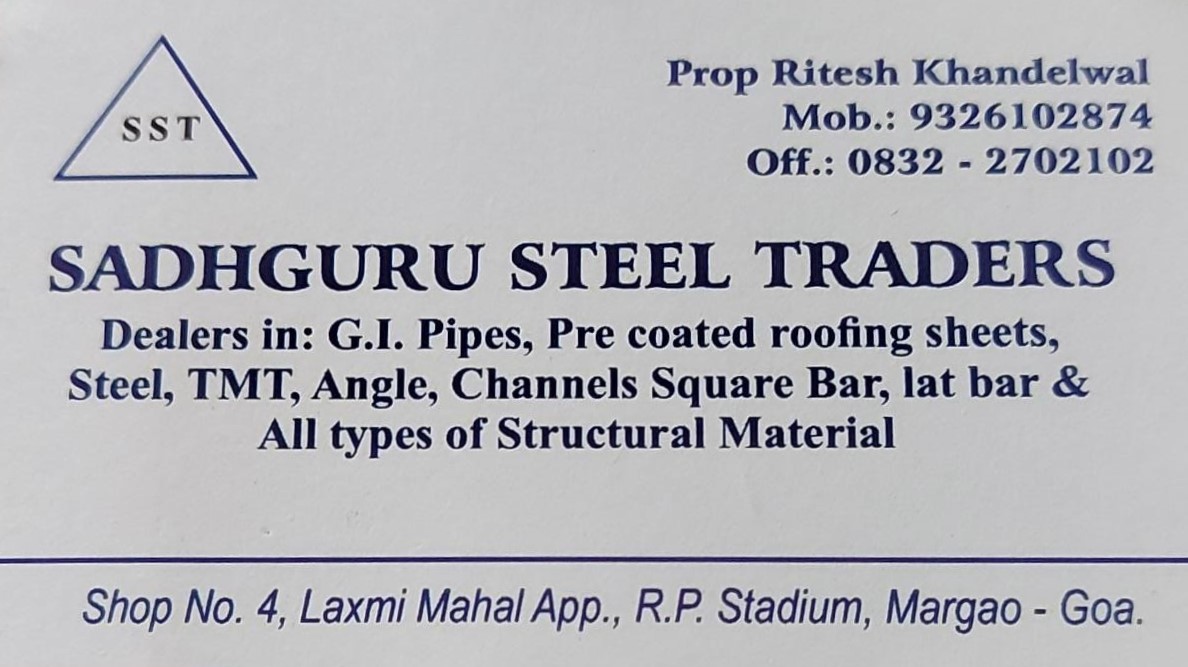 SST
Prop Ritesh Khandelwal
Mob.: 9326102874
Off.: 0832 - 2702102
SADHGURU STEEL TRADERS
Dealers in: G.I. Pipes, Pre coated roofing sheets,
Steel, TMT, Angle, Channels Square Bar, lat bar &
All types of Structural Material
Shop No. 4, Laxmi Mahal App., R.P. Stadium, Margao - Goa.